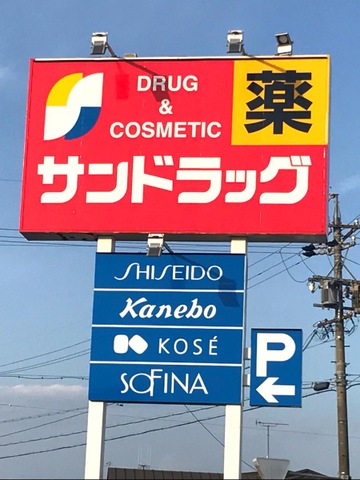 DRUG
&
COSMETIC
薬
サンドラッグ
SHISEIDO
Kanebo
KOSÉ
SOFINA
P